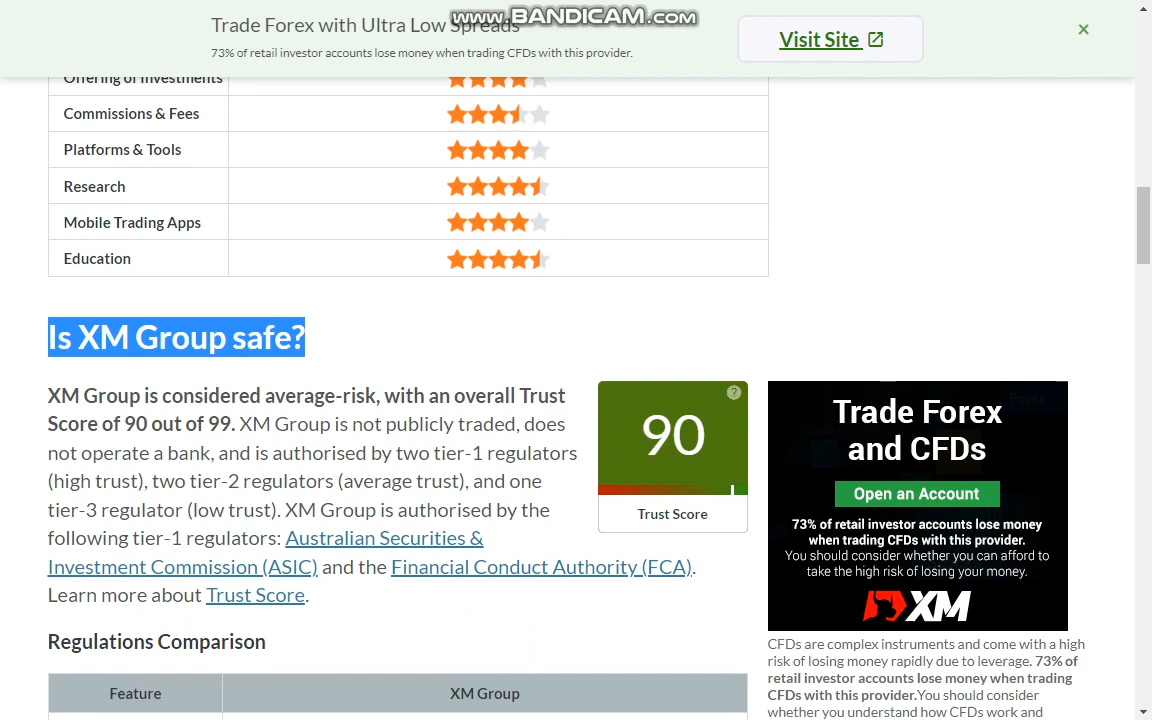 www.BANDICAM.com
Trade Forex with Ultra Low Spreads
73% of retail investor accounts lose money when trading CFDs with this provider.
Visit Site
Offering of Investments
Commissions & Fees
Platforms & Tools
Research
Mobile Trading Apps
Education
Is XM Group safe?
XM Group is considered average-risk, with an overall Trust
Score of 90 out of 99. XM Group is not publicly traded, does
not operate a bank, and is authorised by two tier-1 regulators
(high trust), two tier-2 regulators (average trust), and one
tier-3 regulator (low trust). XM Group is authorised by the
following tier-1 regulators: Australian Securities &
Investment Commission (ASIC) and the Financial Conduct Authority (FCA).
Learn more about Trust Score.
?
90
Trust Score
Trade Forex
and CFDs
Open an Account
73% of retail investor accounts lose money
when trading CFDs with this provider.
You should consider whether you can afford to
take the high risk of losing your money.
XM
CFDs are complex instruments and come with a high
risk of losing money rapidly due to leverage. 73% of
retail investor accounts lose money when trading
CFDs with this provider.You should consider
whether you understand how CFDs work and
Regulations Comparison
Feature
XM Group